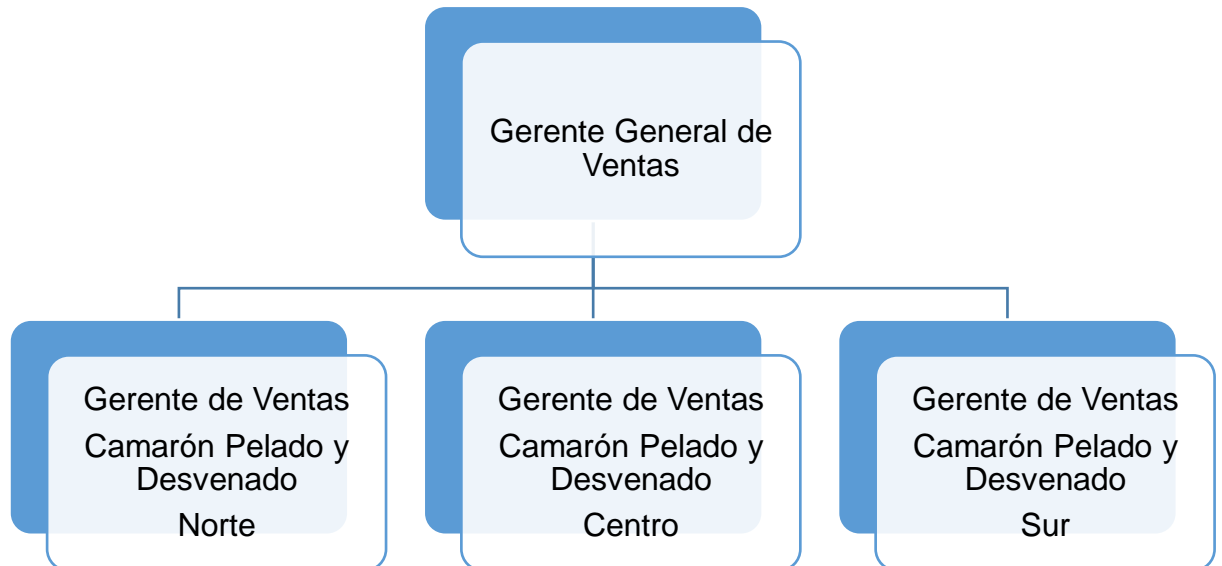 Gerente General de
Ventas
Gerente de Ventas
Camarón Pelado y
Desvenado
Norte
Gerente de Ventas
Camarón Pelado y
Desvenado
Centro
Gerente de Ventas
Camarón Pelado y
Desvenado
Sur